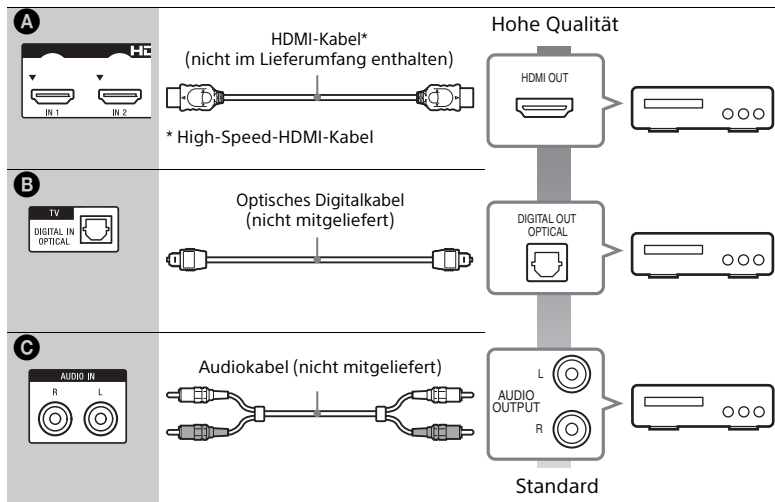 A
HD
IN 1
IN 2
HDMI-Kabel*
(nicht im Lieferumfang enthalten)
* High-Speed-HDMI-Kabel
Hohe Qualität
HDMI OUT
B
TV
DIGITAL IN
OPTICAL
Optisches Digitalkabel
(nicht mitgeliefert)
DIGITAL OUT
OPTICAL
C
AUDIO IN
R
L
Audiokabel (nicht mitgeliefert)
L
AUDIO
OUTPUT
R
Standard